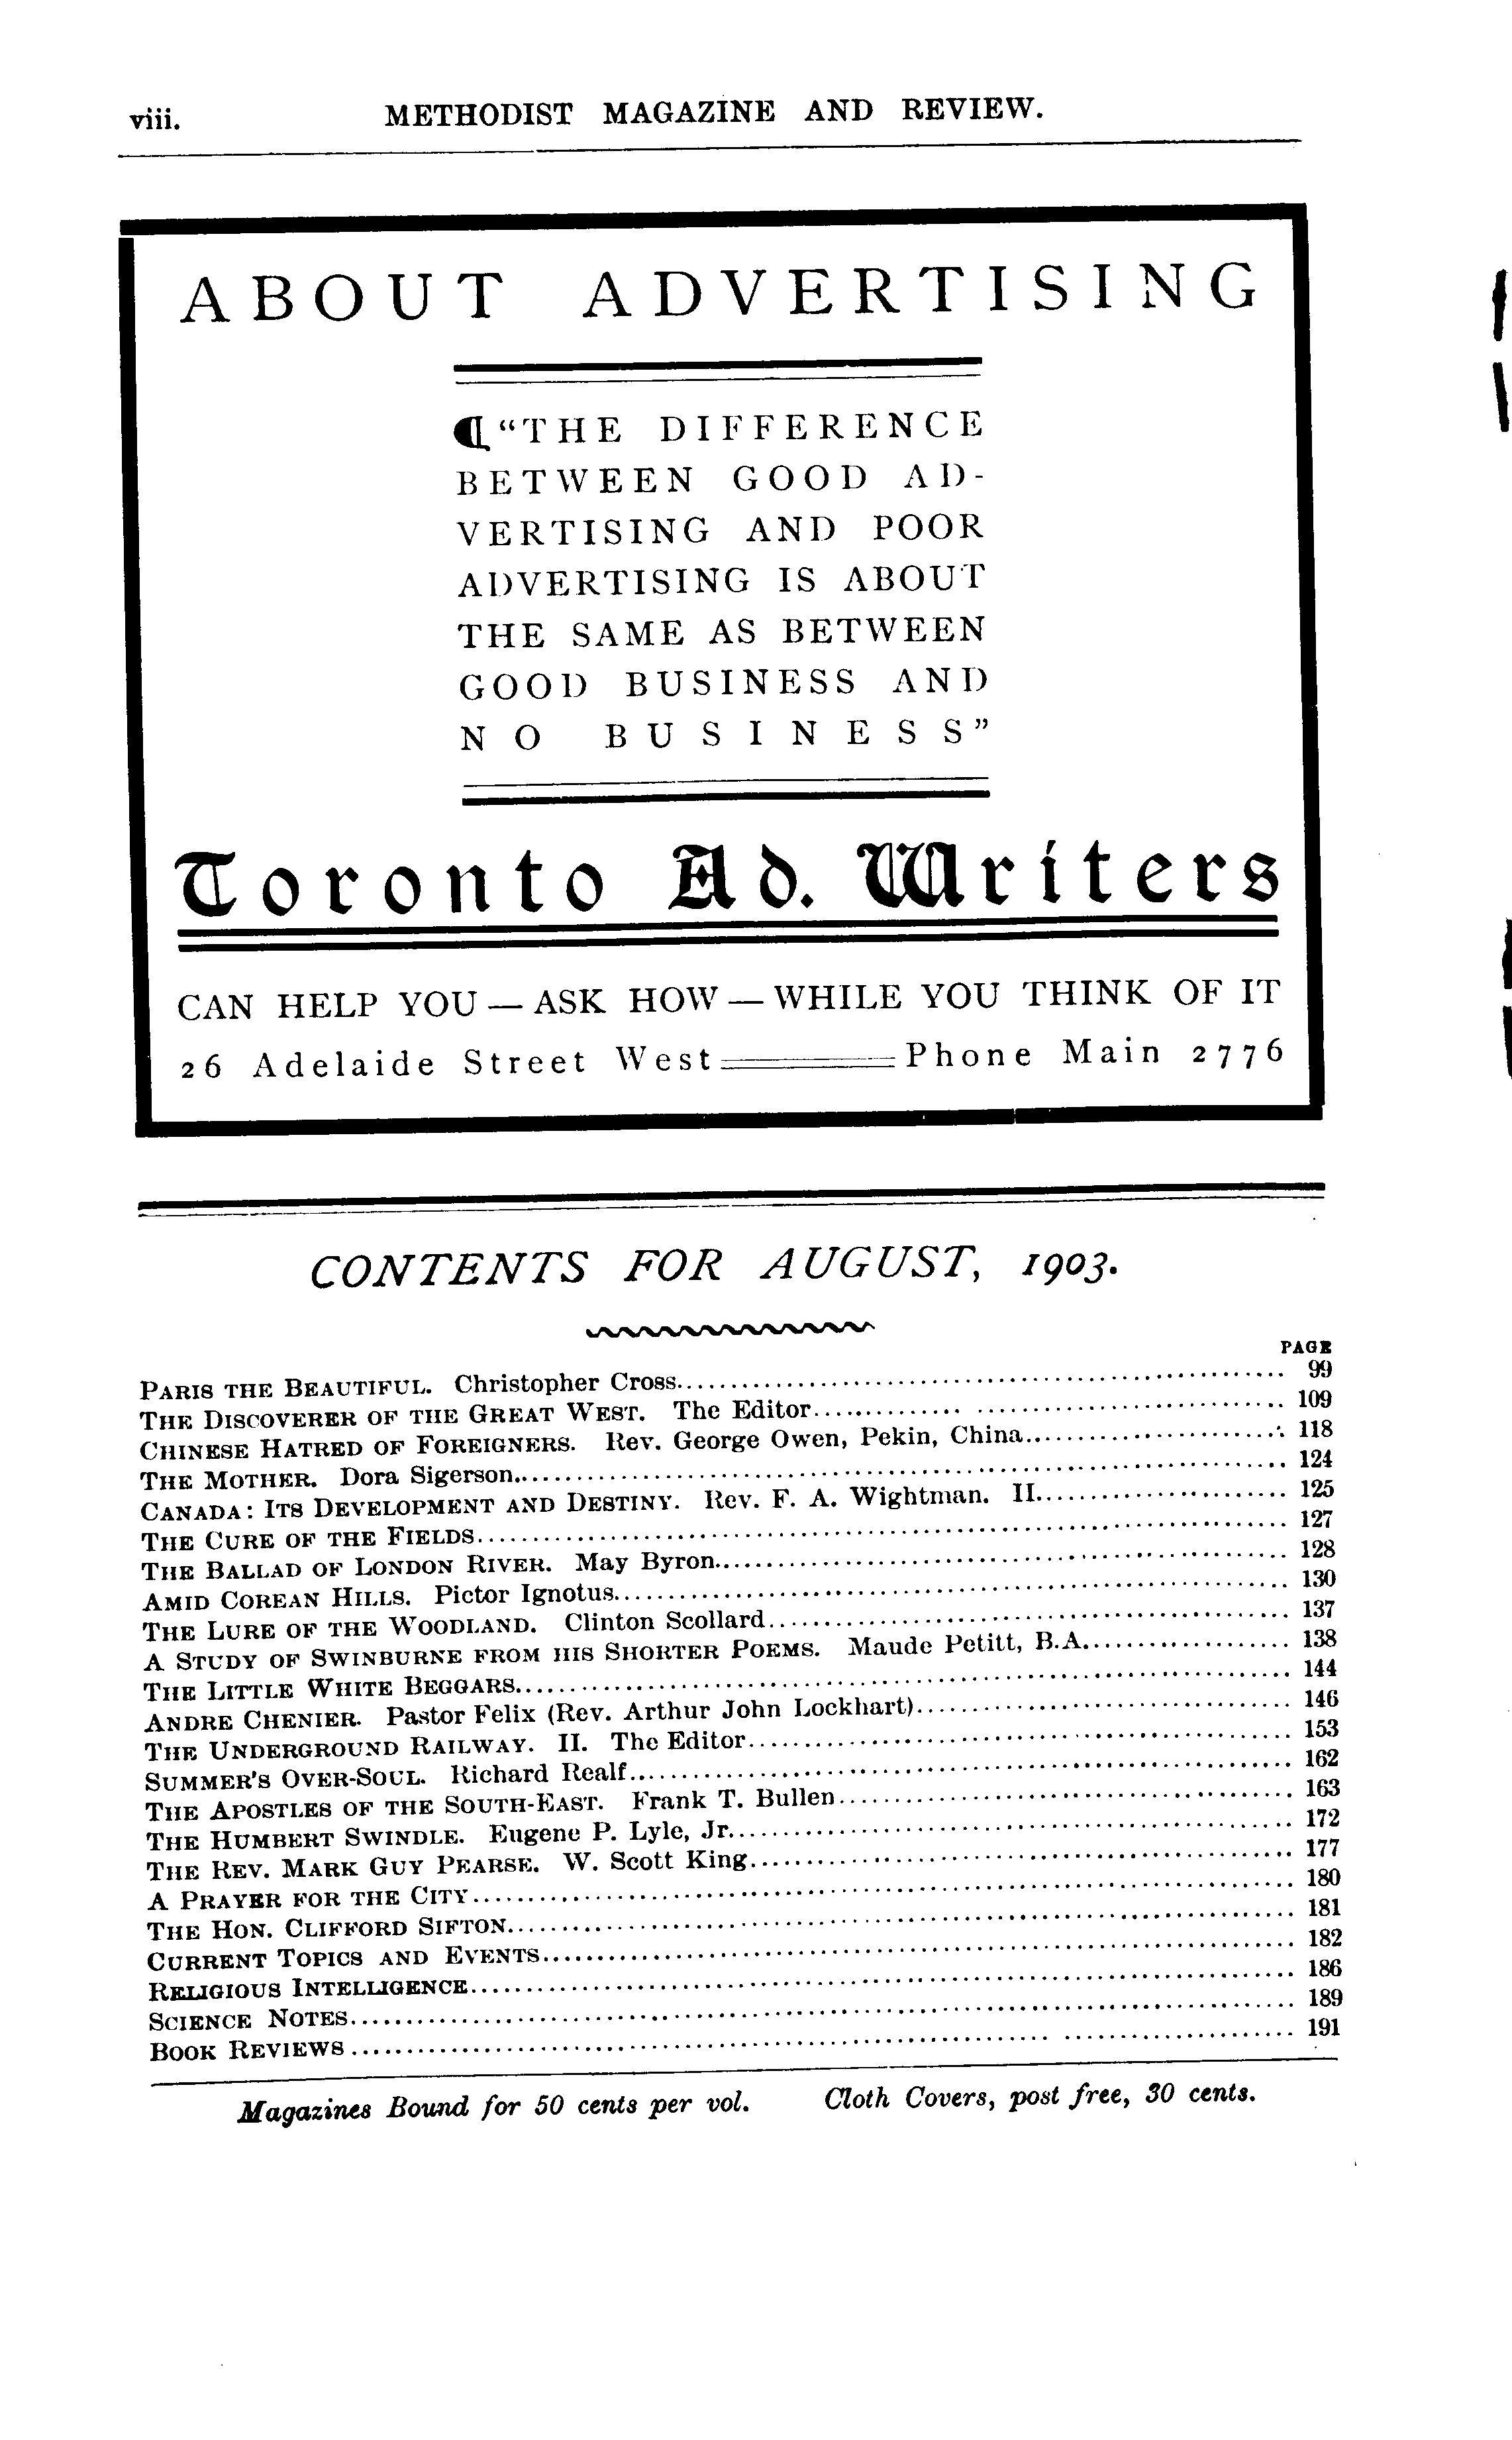 viii. METHODIST MAGAZINE AND REVIEW.
ABOUT ADVERTISING
¶ “THE DIFFERENCE
BETWEEN GOOD AD-
VERTISING AND POOR
ADVERTISING IS ABOUT
THE SAME AS BETWEEN
GOOD BUSINESS AND
NO BUSINESS”
Toronto Ad. Writers
CAN HELP YOU — ASK HOW — WHILE YOU THINK OF IT
26 Adelaide Street West ═══ Phone Main 2776
CONTENTS FOR AUGUST, 1903.
PAGE
PARIS THE BEAUTIFUL. Christopher Cross 99
THE DISCOVERER OF THE GREAT WEST. The Editor 109
CHINESE HATRED OF FOREIGNERS. Rev. George Owen, Pekin, China 118
THE MOTHER. Dora Sigerson 124
CANADA: ITS DEVELOPMENT AND DESTINY. Rev. F. A. Wightman. II. 125
THE CURE OF THE FIELDS 127
THE BALLAD OF LONDON RIVER. May Byron 128
AMID COREAN HILLS. Pictor Ignotus 130
THE LURE OF THE WOODLAND. Clinton Scollard 137
A STUDY OF SWINBURNE FROM HIS SHORTER POEMS. Maude Petitt, B.A. 138
THE LITTLE WHITE BEGGARS 144
ANDRE CHENIER. Pastor Felix (Rev. Arthur John Lockhart) 146
THE UNDERGROUND RAILWAY. II. The Editor 153
SUMMER'S OVER-SOUL. Richard Realf 162
THE APOSTLES OF THE SOUTH-EAST. Frank T. Bullen 163
THE HUMBERT SWINDLE. Eugene P. Lyle, Jr. 172
THE REV. MARK GUY PEARSE. W. Scott King 177
A PRAYER FOR THE CITY 180
THE HON. CLIFFORD SIFTON 181
CURRENT TOPICS AND EVENTS 182
RELIGIOUS INTELLIGENCE 186
SCIENCE NOTES 189
BOOK REVIEWS 191
Magazines Bound for 50 cents per vol. Cloth Covers, post free, 30 cents.